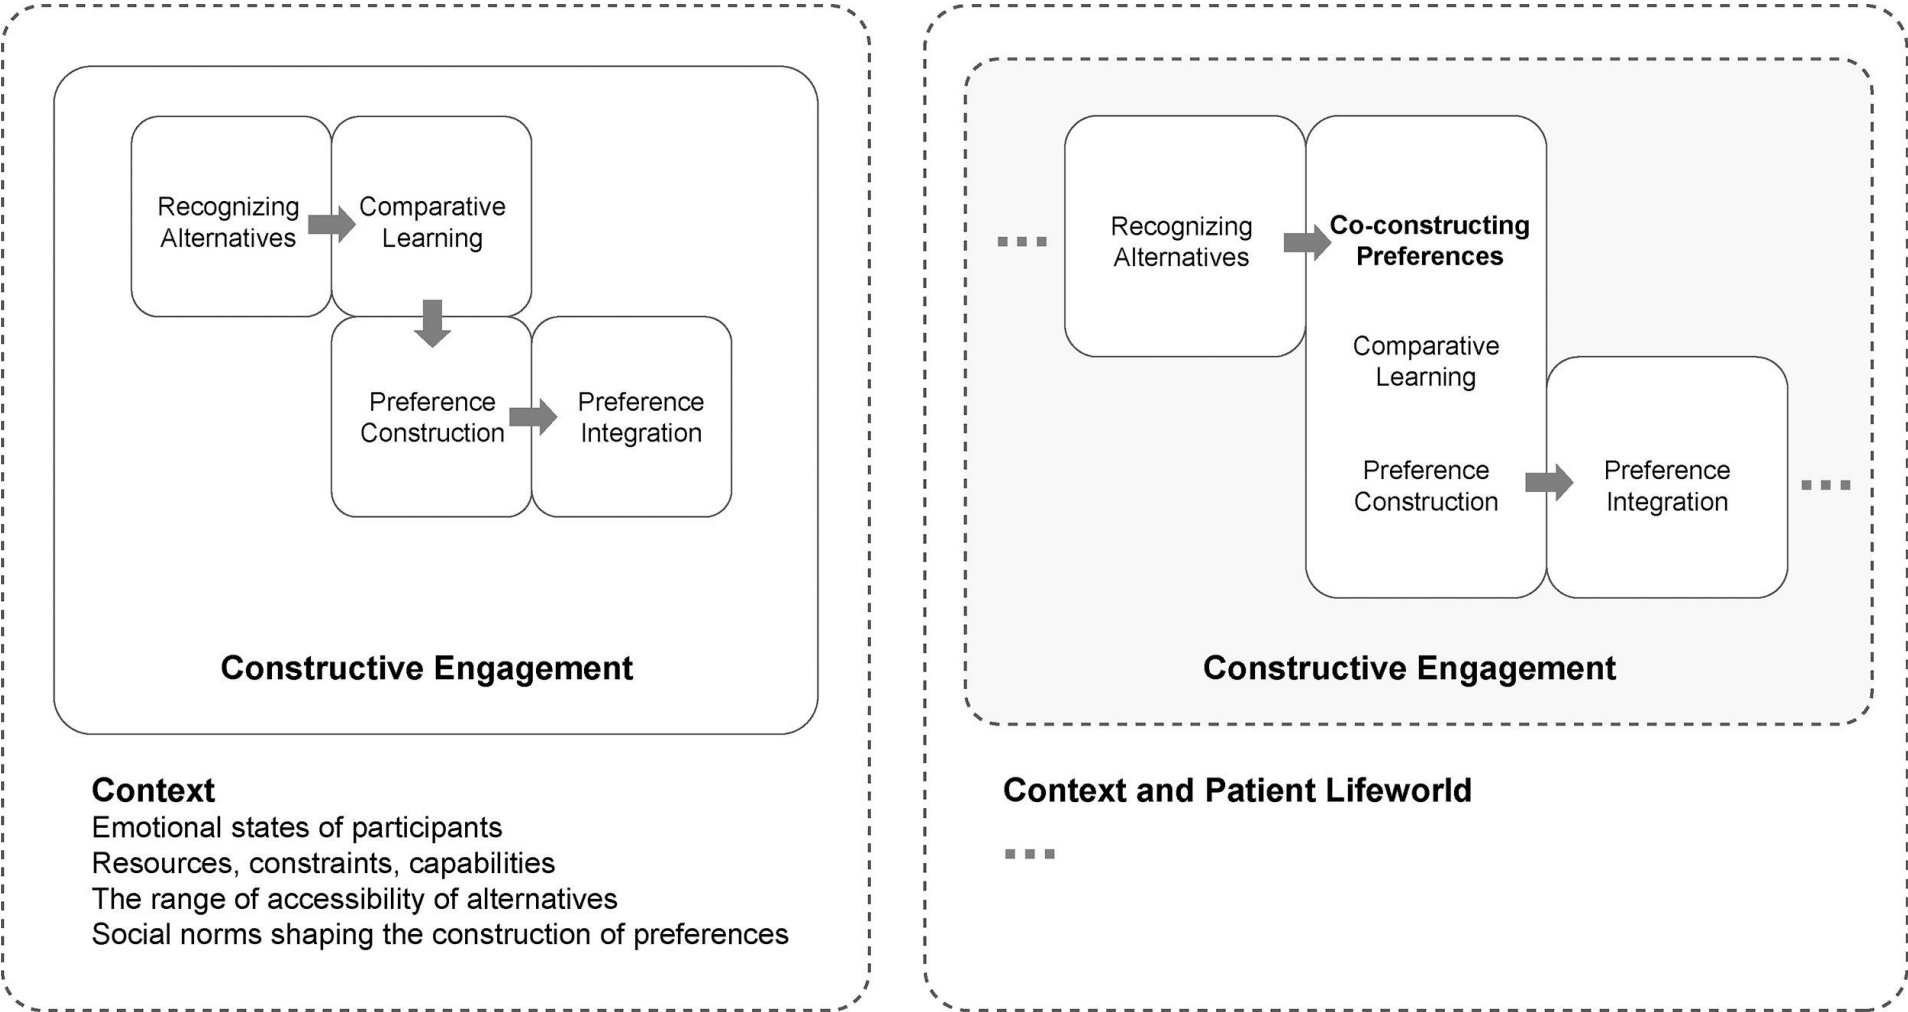 Recognizing
Alternatives
Comparative
Learning
Preference
Construction
Preference
Integration
Constructive Engagement
Context
Emotional states of participants
Resources, constraints, capabilities
The range of accessibility of alternatives
Social norms shaping the construction of preferences
Recognizing
Alternatives
Co-constructing
Preferences
Comparative
Learning
Preference
Construction
Preference
Integration
Constructive Engagement
Context and Patient Lifeworld